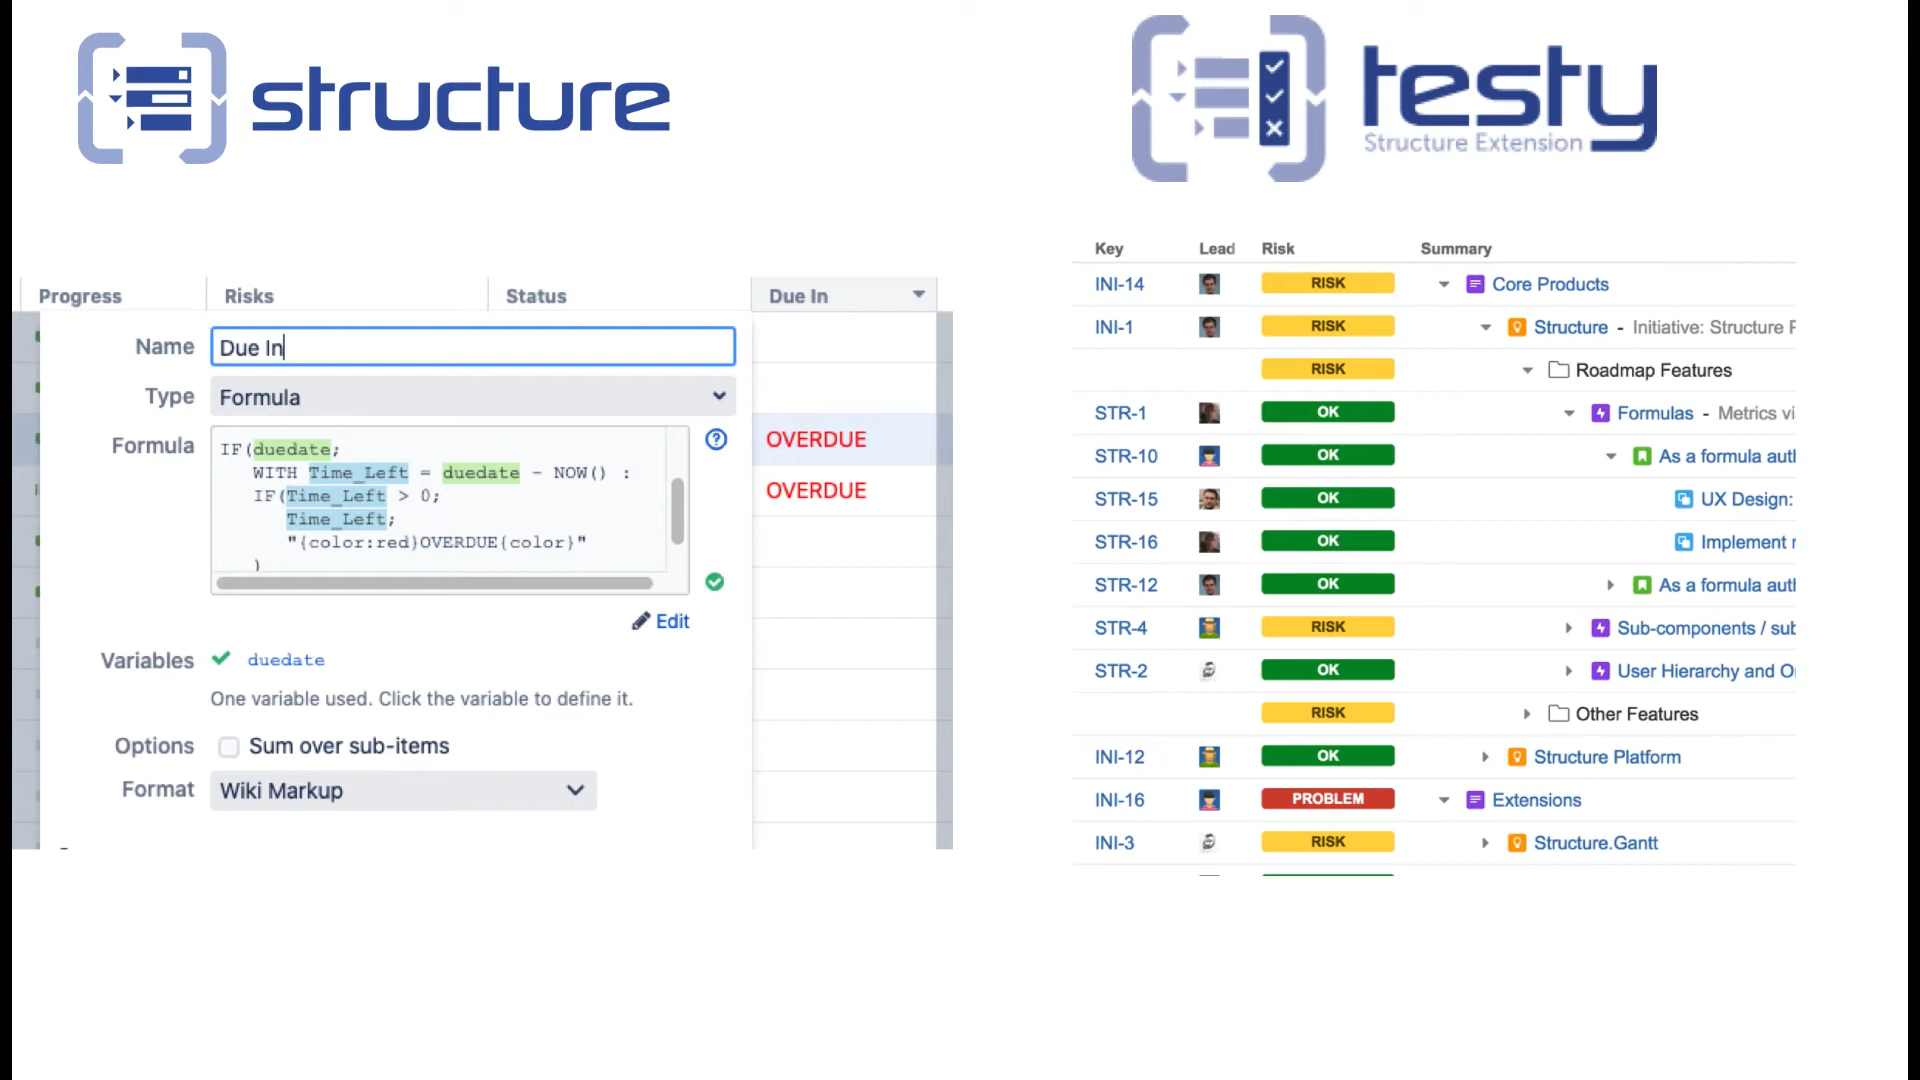 structure
testy
Structure Extension
Progress Risks Status Due In
Name Due In
Type Formula
Formula IF(duedate;
WITH Time_Left = duedate - NOW() :
IF(Time_Left > 0;
Time_Left;
"{color:red}OVERDUE{color}"
)
OVERDUE
OVERDUE
Edit
Variables duedate
One variable used. Click the variable to define it.
Options Sum over sub-items
Format Wiki Markup
Key Lead Risk Summary
INI-14 RISK Core Products
INI-1 RISK Structure - Initiative: Structure
RISK Roadmap Features
STR-1 OK Formulas - Metrics
STR-10 OK As a formula
STR-15 OK UX Design:
STR-16 OK Implement
STR-12 OK As a formula
STR-4 RISK Sub-components /
STR-2 OK User Hierarchy and
RISK Other Features
INI-12 OK Structure Platform
INI-16 PROBLEM Extensions
INI-3 RISK Structure.Gantt